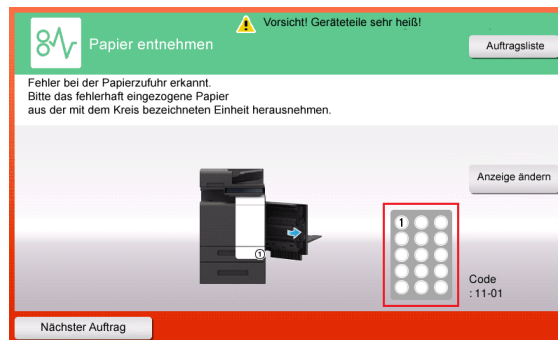 Vorsicht! Geräteteile sehr heiß!
Papier entnehmen
Auftragsliste
Fehler bei der Papierzufuhr erkannt.
Bitte das fehlerhaft eingezogene Papier
aus der mit dem Kreis bezeichneten Einheit herausnehmen.
Anzeige ändern
1
1
Code
: 11-01
Nächster Auftrag